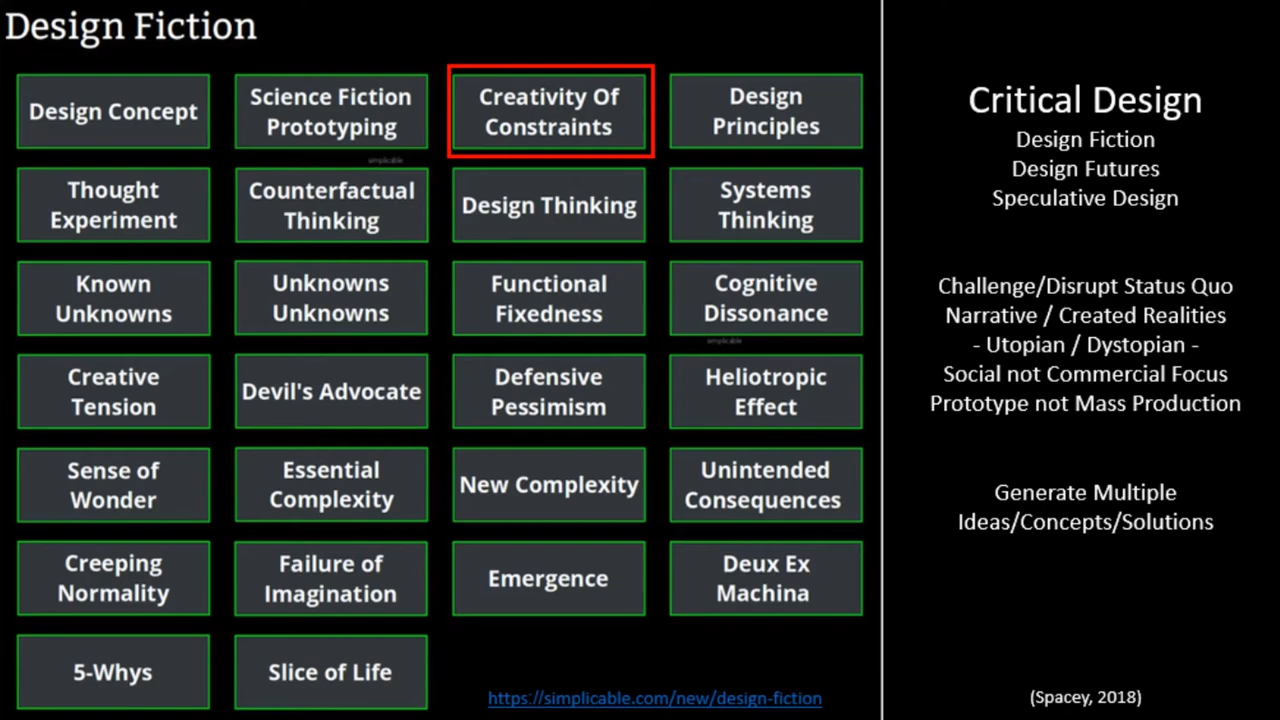 Design Fiction
Design Concept
Science Fiction
Prototyping
Creativity Of
Constraints
Design
Principles
simplicable
Thought
Experiment
Counterfactual
Thinking
Design Thinking
Systems
Thinking
Known
Unknowns
Unknowns
Unknowns
Functional
Fixedness
Cognitive
Dissonance
simplicable
Creative
Tension
Devil's Advocate
Defensive
Pessimism
Heliotropic
Effect
Sense of
Wonder
Essential
Complexity
New Complexity
Unintended
Consequences
Creeping
Normality
Failure of
Imagination
Emergence
Deux Ex
Machina
5-Whys
Slice of Life
https://simplicable.com/new/design-fiction
Critical Design
Design Fiction
Design Futures
Speculative Design
Challenge/Disrupt Status Quo
Narrative / Created Realities
- Utopian / Dystopian -
Social not Commercial Focus
Prototype not Mass Production
Generate Multiple
Ideas/Concepts/Solutions
(Spacey, 2018)